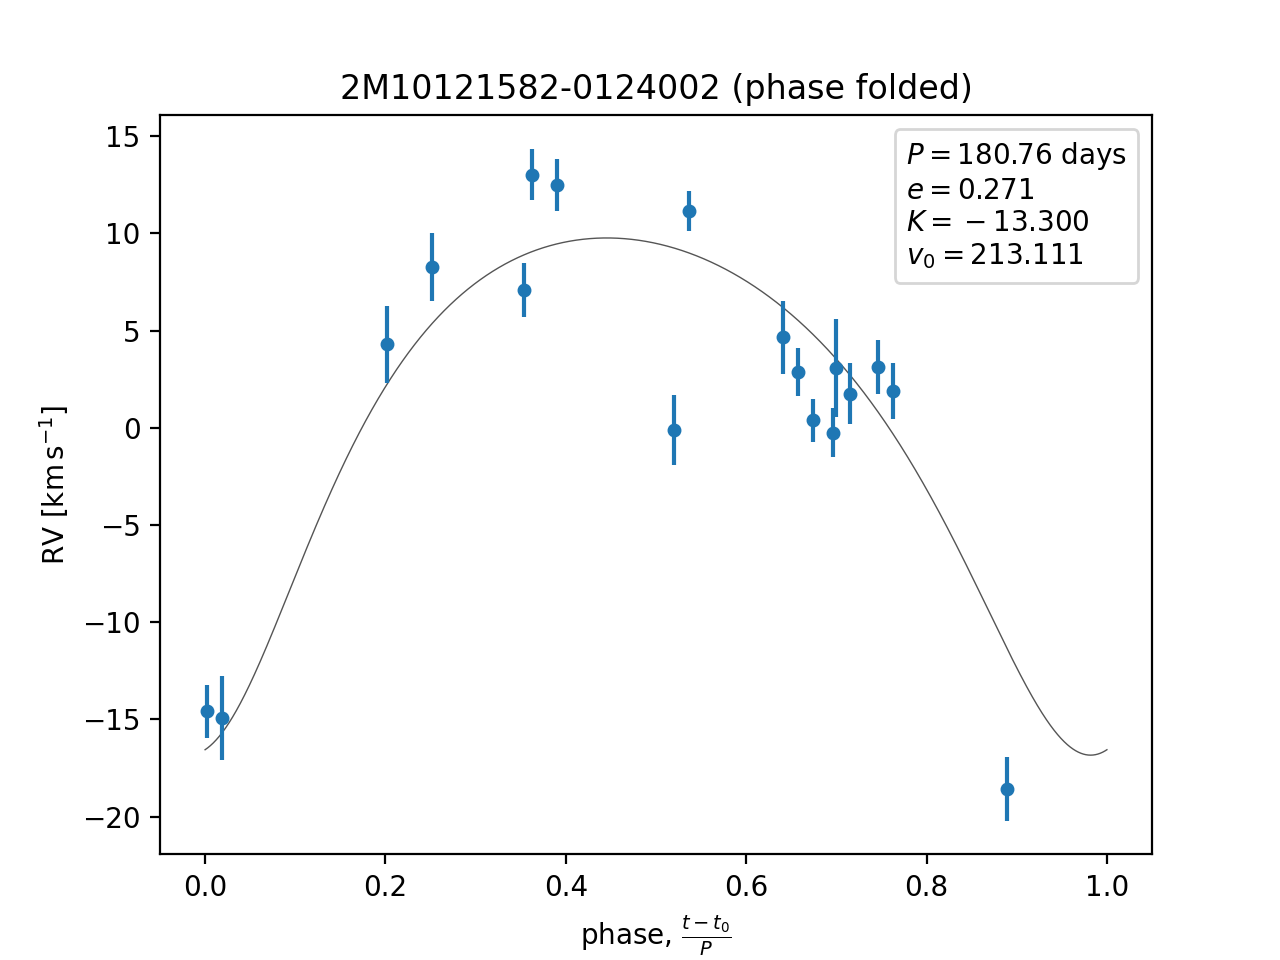 2M10121582-0124002 (phase folded)
P = 180.76 days
e = 0.271
K = −13.300
v₀ = 213.111
RV [km s⁻¹]
15
10
5
0
−5
−10
−15
−20
0.0 0.2 0.4 0.6 0.8 1.0
phase, (t − t₀)/P